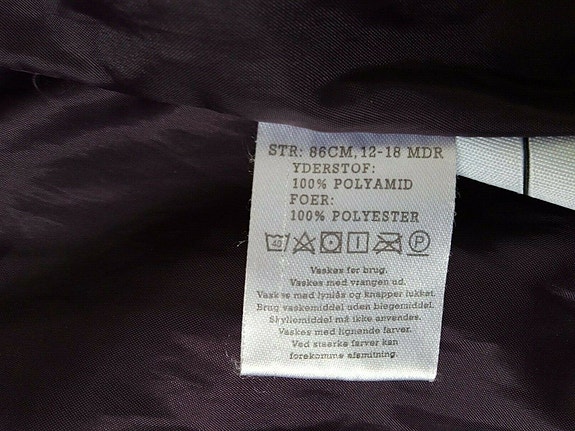 STR: 86CM, 12-18 MDR
YDERSTOF:
100% POLYAMID
FOER:
100% POLYESTER
40 P
Vaskes før brug.
Vaskes med vrangen ud.
Vaskes med lynlås og knapper lukket.
Brug vaskemiddel uden blegemiddel.
Skyllemiddel må ikke anvendes.
Vaskes med lignende farver.
Ved stærke farver kan
forekomme afsmitning.